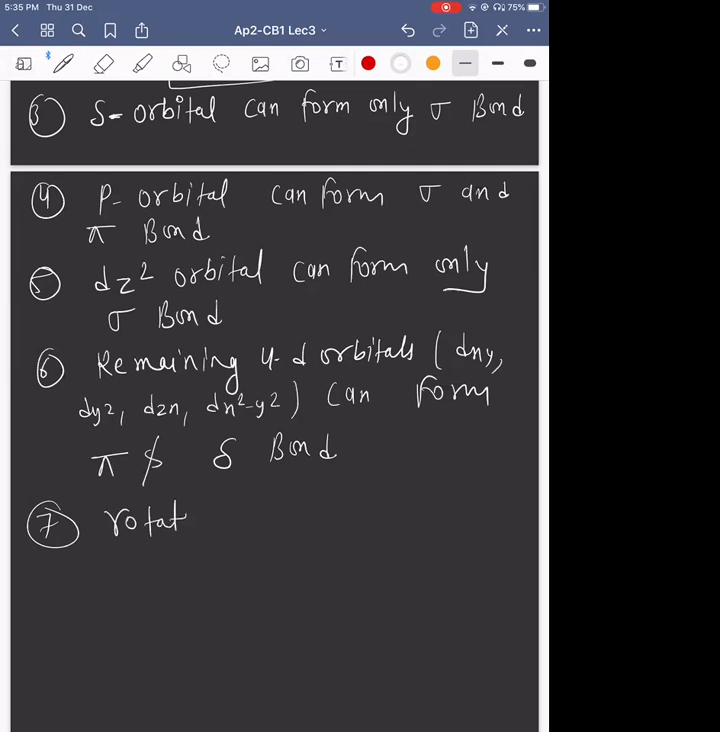 5:35 PM Thu 31 Dec 75%
Ap2-CB1 Lec3
T
3 S- orbital can form only σ Bond
4 P- orbital can form σ and
π Bond
5 dz² orbital can form only
σ Bond
6 Remaining 4-d orbitals (dxy,
dyz, dzx, dx²-y²) can form
π & δ Bond
7 rotat